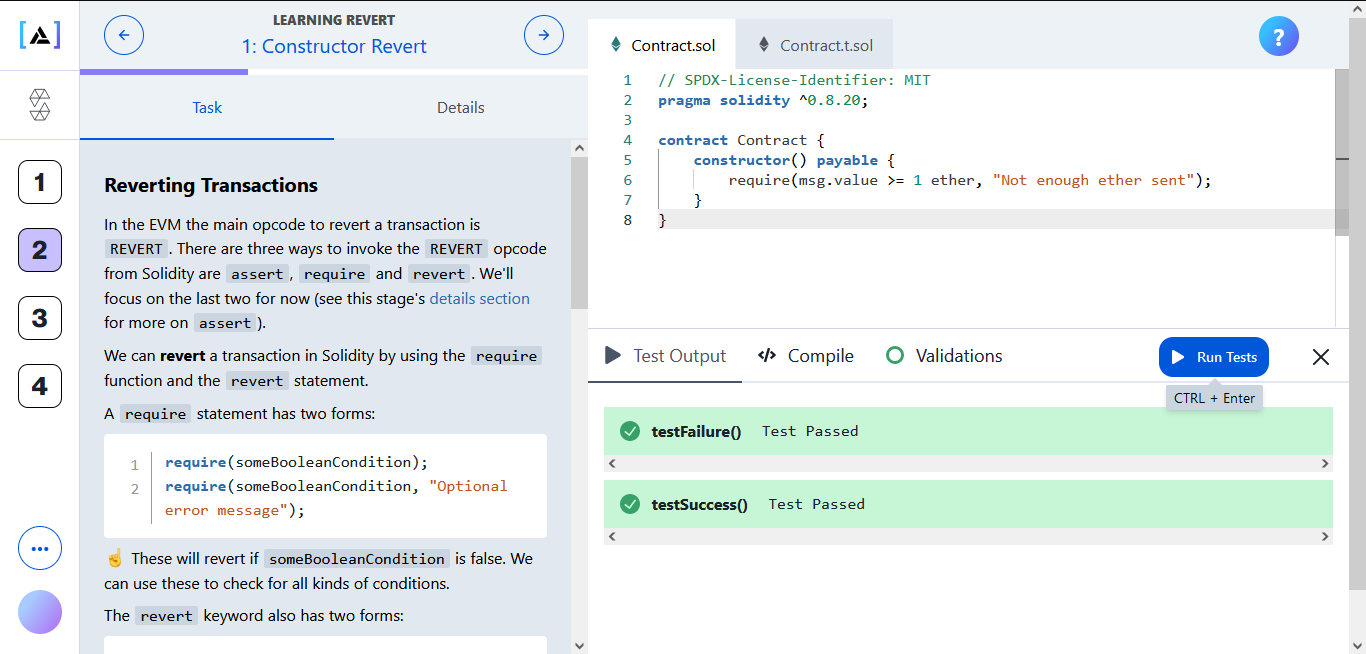 LEARNING REVERT
1: Constructor Revert
Task
Details
1
2
3
4
Reverting Transactions
In the EVM the main opcode to revert a transaction is
REVERT. There are three ways to invoke the REVERT opcode
from Solidity are assert, require and revert. We'll
focus on the last two for now (see this stage's details section
for more on assert).
We can revert a transaction in Solidity by using the require
function and the revert statement.
A require statement has two forms:
1 require(someBooleanCondition);
2 require(someBooleanCondition, "Optional
error message");
☝️ These will revert if someBooleanCondition is false. We
can use these to check for all kinds of conditions.
The revert keyword also has two forms:
Contract.sol
Contract.t.sol
?
1 // SPDX-License-Identifier: MIT
2 pragma solidity ^0.8.20;
3
4 contract Contract {
5 constructor() payable {
6 require(msg.value >= 1 ether, "Not enough ether sent");
7 }
8 }
Test Output
Compile
Validations
Run Tests
CTRL + Enter
testFailure() Test Passed
testSuccess() Test Passed